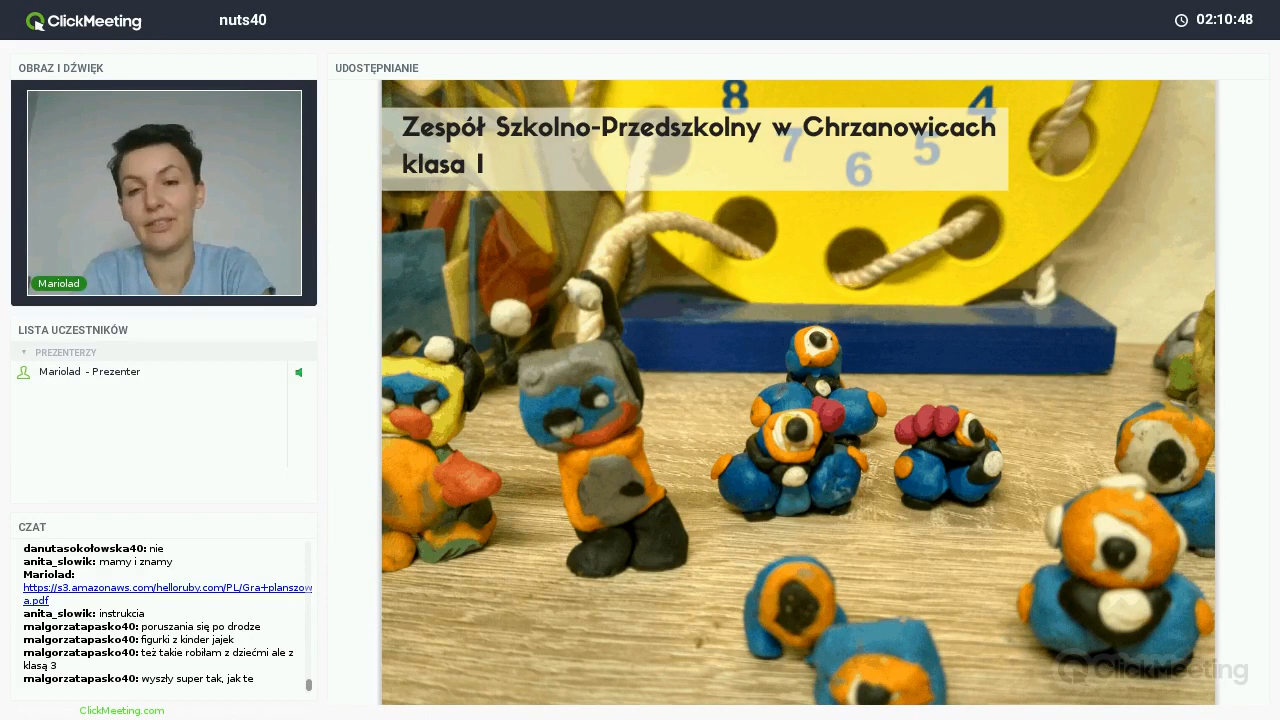 ClickMeeting
nuts40
02:10:48
OBRAZ I DŹWIĘK
Mariolad
LISTA UCZESTNIKÓW
PREZENTERZY
Mariolad - Prezenter
CZAT
danutasokołowska40: nie
anita_slowik: mamy i znamy
Mariolad:
https://s3.amazonaws.com/helloruby.com/PL/Gra+planszow
a.pdf
anita_slowik: instrukcja
malgorzatapasko40: poruszania się po drodze
malgorzatapasko40: figurki z kinder jajek
malgorzatapasko40: też takie robiłam z dziećmi ale z
klasą 3
malgorzatapasko40: wyszły super tak, jak te
ClickMeeting.com
UDOSTĘPNIANIE
Zespół Szkolno-Przedszkolny w Chrzanowicach
klasa I
8 4
7 6 5
ClickMeeting